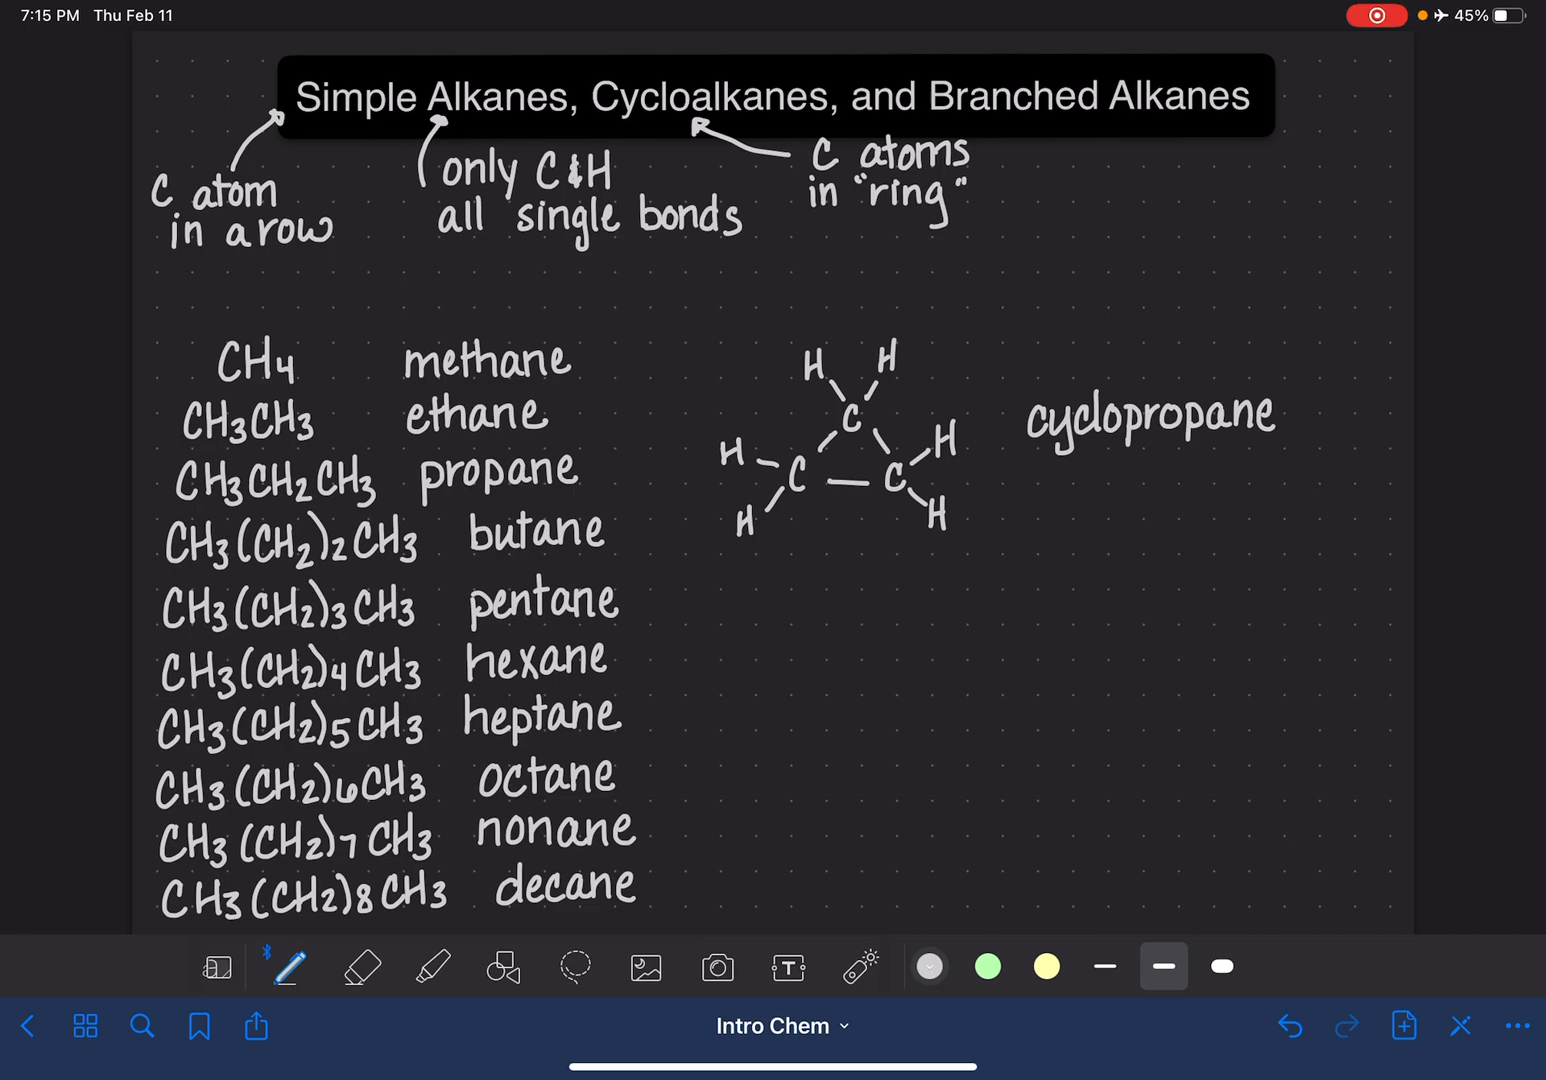 7:15 PM Thu Feb 11
45%
Simple Alkanes, Cycloalkanes, and Branched Alkanes
C atom
in a row
only C & H
all single bonds
C atoms
in "ring"
CH4 methane
CH3CH3 ethane
CH3CH2CH3 propane
CH3(CH2)2CH3 butane
CH3(CH2)3CH3 pentane
CH3(CH2)4CH3 hexane
CH3(CH2)5CH3 heptane
CH3(CH2)6CH3 octane
CH3(CH2)7CH3 nonane
CH3(CH2)8CH3 decane
H H
C
H C C H
H H
cyclopropane
T
Intro Chem